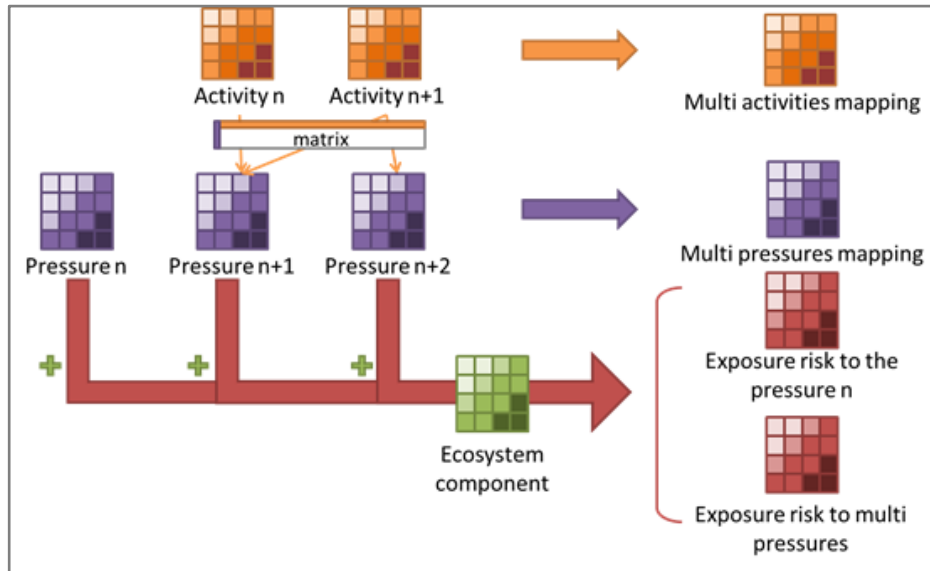 Activity n
Activity n+1
Multi activities mapping
matrix
Pressure n
Pressure n+1
Pressure n+2
Multi pressures mapping
Exposure risk to the
pressure n
Ecosystem
component
Exposure risk to multi
pressures